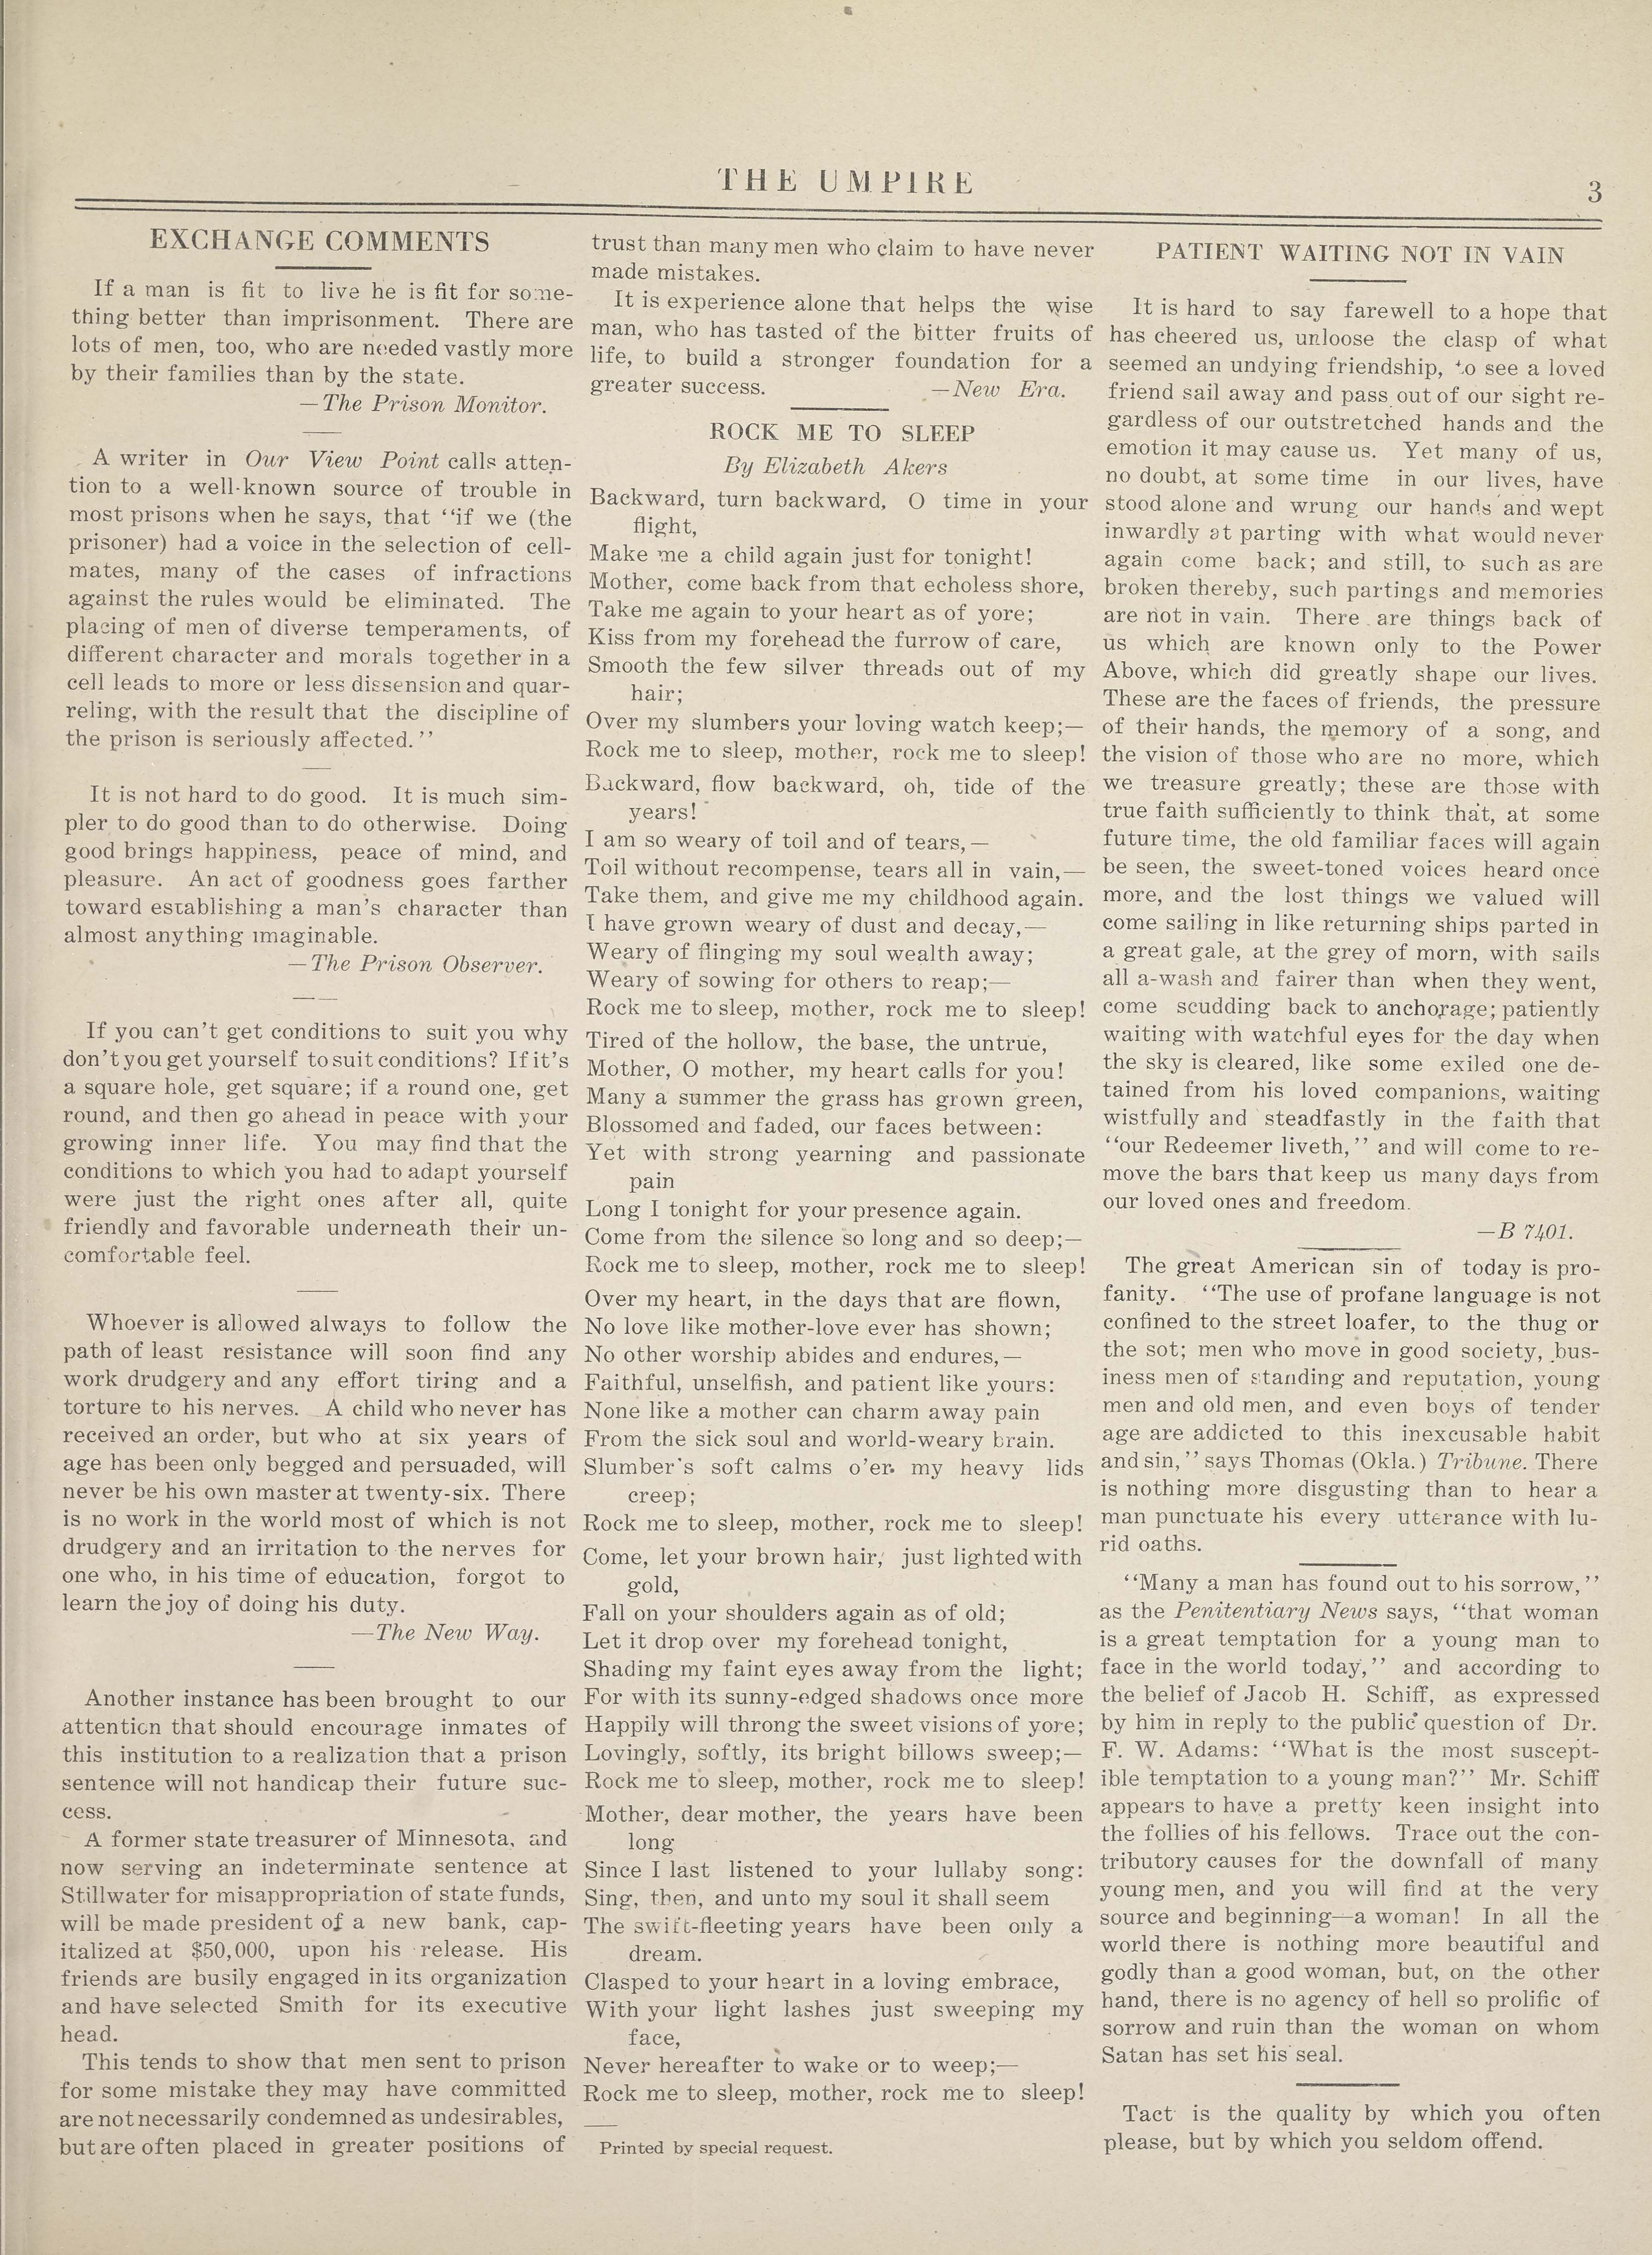 THE UMPIRE
3
EXCHANGE COMMENTS
If a man is fit to live he is fit for some-
thing better than imprisonment. There are
lots of men, too, who are needed vastly more
by their families than by the state.
—The Prison Monitor.
A writer in Our View Point calls atten-
tion to a well-known source of trouble in
most prisons when he says, that ‘‘if we (the
prisoner) had a voice in the selection of cell-
mates, many of the cases of infractions
against the rules would be eliminated. The
placing of men of diverse temperaments, of
different character and morals together in a
cell leads to more or less dissension and quar-
reling, with the result that the discipline of
the prison is seriously affected.’’
It is not hard to do good. It is much sim-
pler to do good than to do otherwise. Doing
good brings happiness, peace of mind, and
pleasure. An act of goodness goes farther
toward establishing a man’s character than
almost anything imaginable.
—The Prison Observer.
If you can’t get conditions to suit you why
don’t you get yourself to suit conditions? If it’s
a square hole, get square; if a round one, get
round, and then go ahead in peace with your
growing inner life. You may find that the
conditions to which you had to adapt yourself
were just the right ones after all, quite
friendly and favorable underneath their un-
comfortable feel.
Whoever is allowed always to follow the
path of least resistance will soon find any
work drudgery and any effort tiring and a
torture to his nerves. A child who never has
received an order, but who at six years of
age has been only begged and persuaded, will
never be his own master at twenty-six. There
is no work in the world most of which is not
drudgery and an irritation to the nerves for
one who, in his time of education, forgot to
learn the joy of doing his duty.
—The New Way.
Another instance has been brought to our
attention that should encourage inmates of
this institution to a realization that a prison
sentence will not handicap their future suc-
cess.
A former state treasurer of Minnesota, and
now serving an indeterminate sentence at
Stillwater for misappropriation of state funds,
will be made president of a new bank, cap-
italized at $50,000, upon his release. His
friends are busily engaged in its organization
and have selected Smith for its executive
head.
This tends to show that men sent to prison
for some mistake they may have committed
are not necessarily condemned as undesirables,
but are often placed in greater positions of
trust than many men who claim to have never
made mistakes.
It is experience alone that helps the wise
man, who has tasted of the bitter fruits of
life, to build a stronger foundation for a
greater success. —New Era.
ROCK ME TO SLEEP
By Elizabeth Akers
Backward, turn backward, O time in your
flight,
Make me a child again just for tonight!
Mother, come back from that echoless shore,
Take me again to your heart as of yore;
Kiss from my forehead the furrow of care,
Smooth the few silver threads out of my
hair;
Over my slumbers your loving watch keep;—
Rock me to sleep, mother, rock me to sleep!
Backward, flow backward, oh, tide of the
years!
I am so weary of toil and of tears,—
Toil without recompense, tears all in vain,—
Take them, and give me my childhood again.
I have grown weary of dust and decay,—
Weary of flinging my soul wealth away;
Weary of sowing for others to reap;—
Rock me to sleep, mother, rock me to sleep!
Tired of the hollow, the base, the untrue,
Mother, O mother, my heart calls for you!
Many a summer the grass has grown green,
Blossomed and faded, our faces between:
Yet with strong yearning and passionate
pain
Long I tonight for your presence again.
Come from the silence so long and so deep;—
Rock me to sleep, mother, rock me to sleep!
Over my heart, in the days that are flown,
No love like mother-love ever has shown;
No other worship abides and endures,—
Faithful, unselfish, and patient like yours:
None like a mother can charm away pain
From the sick soul and world-weary brain.
Slumber’s soft calms o’er my heavy lids
creep;
Rock me to sleep, mother, rock me to sleep!
Come, let your brown hair, just lighted with
gold,
Fall on your shoulders again as of old;
Let it drop over my forehead tonight,
Shading my faint eyes away from the light;
For with its sunny-edged shadows once more
Happily will throng the sweet visions of yore;
Lovingly, softly, its bright billows sweep;—
Rock me to sleep, mother, rock me to sleep!
Mother, dear mother, the years have been
long
Since I last listened to your lullaby song:
Sing, then, and unto my soul it shall seem
The swift-fleeting years have been only a
dream.
Clasped to your heart in a loving embrace,
With your light lashes just sweeping my
face,
Never hereafter to wake or to weep;—
Rock me to sleep, mother, rock me to sleep!
Printed by special request.
PATIENT WAITING NOT IN VAIN
It is hard to say farewell to a hope that
has cheered us, unloose the clasp of what
seemed an undying friendship, to see a loved
friend sail away and pass out of our sight re-
gardless of our outstretched hands and the
emotion it may cause us. Yet many of us,
no doubt, at some time in our lives, have
stood alone and wrung our hands and wept
inwardly at parting with what would never
again come back; and still, to such as are
broken thereby, such partings and memories
are not in vain. There are things back of
us which are known only to the Power
Above, which did greatly shape our lives.
These are the faces of friends, the pressure
of their hands, the memory of a song, and
the vision of those who are no more, which
we treasure greatly; these are those with
true faith sufficiently to think that, at some
future time, the old familiar faces will again
be seen, the sweet-toned voices heard once
more, and the lost things we valued will
come sailing in like returning ships parted in
a great gale, at the grey of morn, with sails
all a-wash and fairer than when they went,
come scudding back to anchorage; patiently
waiting with watchful eyes for the day when
the sky is cleared, like some exiled one de-
tained from his loved companions, waiting
wistfully and steadfastly in the faith that
‘‘our Redeemer liveth,’’ and will come to re-
move the bars that keep us many days from
our loved ones and freedom.
—B 7401.
The great American sin of today is pro-
fanity. ‘‘The use of profane language is not
confined to the street loafer, to the thug or
the sot; men who move in good society, bus-
iness men of standing and reputation, young
men and old men, and even boys of tender
age are addicted to this inexcusable habit
and sin,’’ says Thomas (Okla.) Tribune. There
is nothing more disgusting than to hear a
man punctuate his every utterance with lu-
rid oaths.
‘‘Many a man has found out to his sorrow,’’
as the Penitentiary News says, ‘‘that woman
is a great temptation for a young man to
face in the world today,’’ and according to
the belief of Jacob H. Schiff, as expressed
by him in reply to the public question of Dr.
F. W. Adams: ‘‘What is the most suscept-
ible temptation to a young man?’’ Mr. Schiff
appears to have a pretty keen insight into
the follies of his fellows. Trace out the con-
tributory causes for the downfall of many
young men, and you will find at the very
source and beginning—a woman! In all the
world there is nothing more beautiful and
godly than a good woman, but, on the other
hand, there is no agency of hell so prolific of
sorrow and ruin than the woman on whom
Satan has set his seal.
Tact is the quality by which you often
please, but by which you seldom offend.